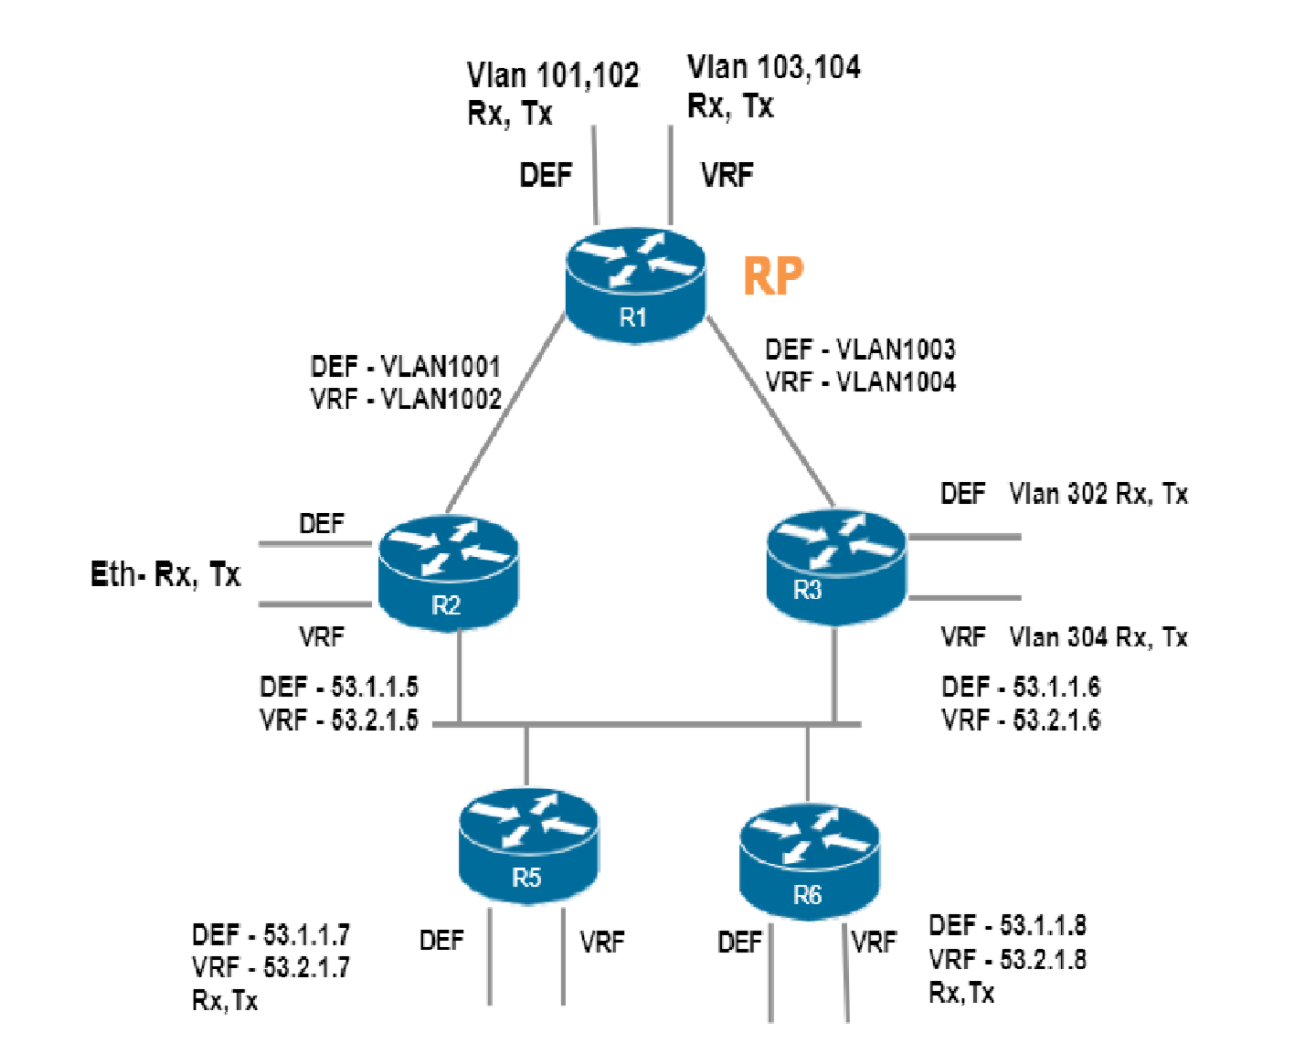 Vlan 101,102
Rx, Tx
Vlan 103,104
Rx, Tx
DEF
VRF
RP
R1
DEF - VLAN1001
VRF - VLAN1002
DEF - VLAN1003
VRF - VLAN1004
DEF
Eth- Rx, Tx
VRF
R2
R3
DEF Vlan 302 Rx, Tx
VRF Vlan 304 Rx, Tx
DEF - 53.1.1.5
VRF - 53.2.1.5
DEF - 53.1.1.6
VRF - 53.2.1.6
R5
R6
DEF - 53.1.1.7
VRF - 53.2.1.7
Rx,Tx
DEF
VRF
DEF
VRF
DEF - 53.1.1.8
VRF - 53.2.1.8
Rx,Tx